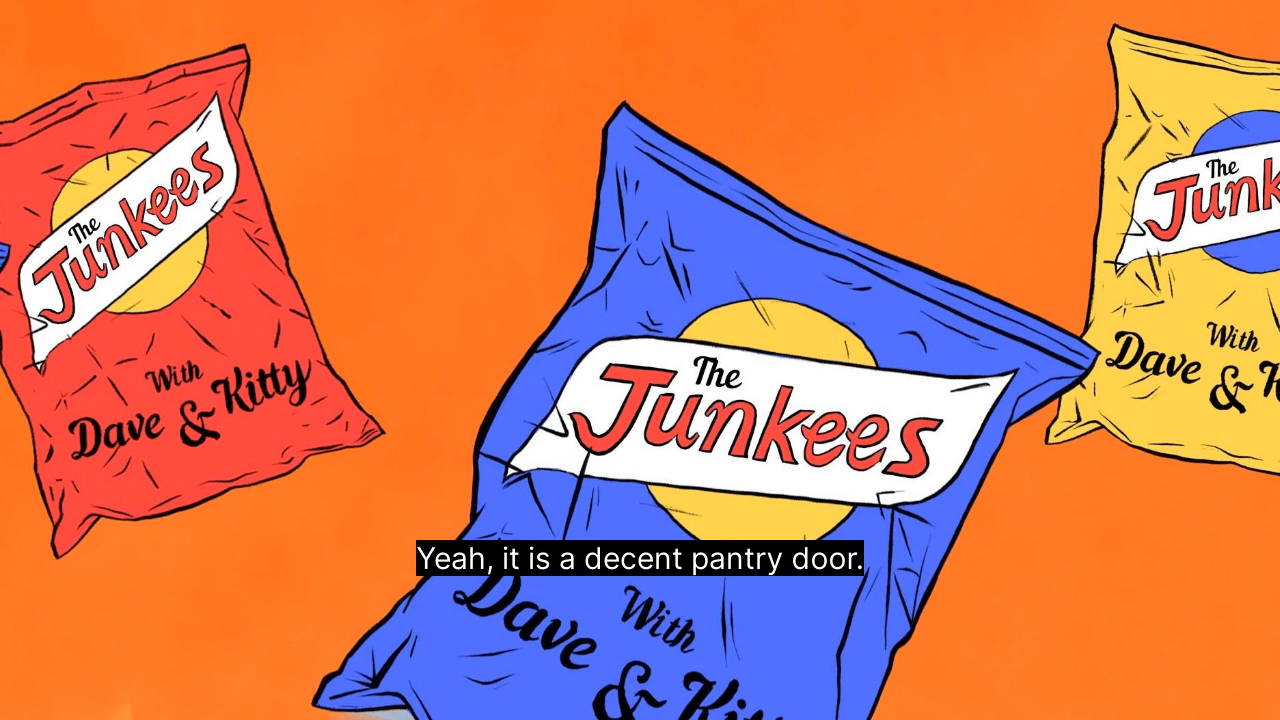 The
Junkees
With
Dave & Kitty
The
Junkees
With
Dave &
The
Junk
With
Dave &
Yeah, it is a decent pantry door.